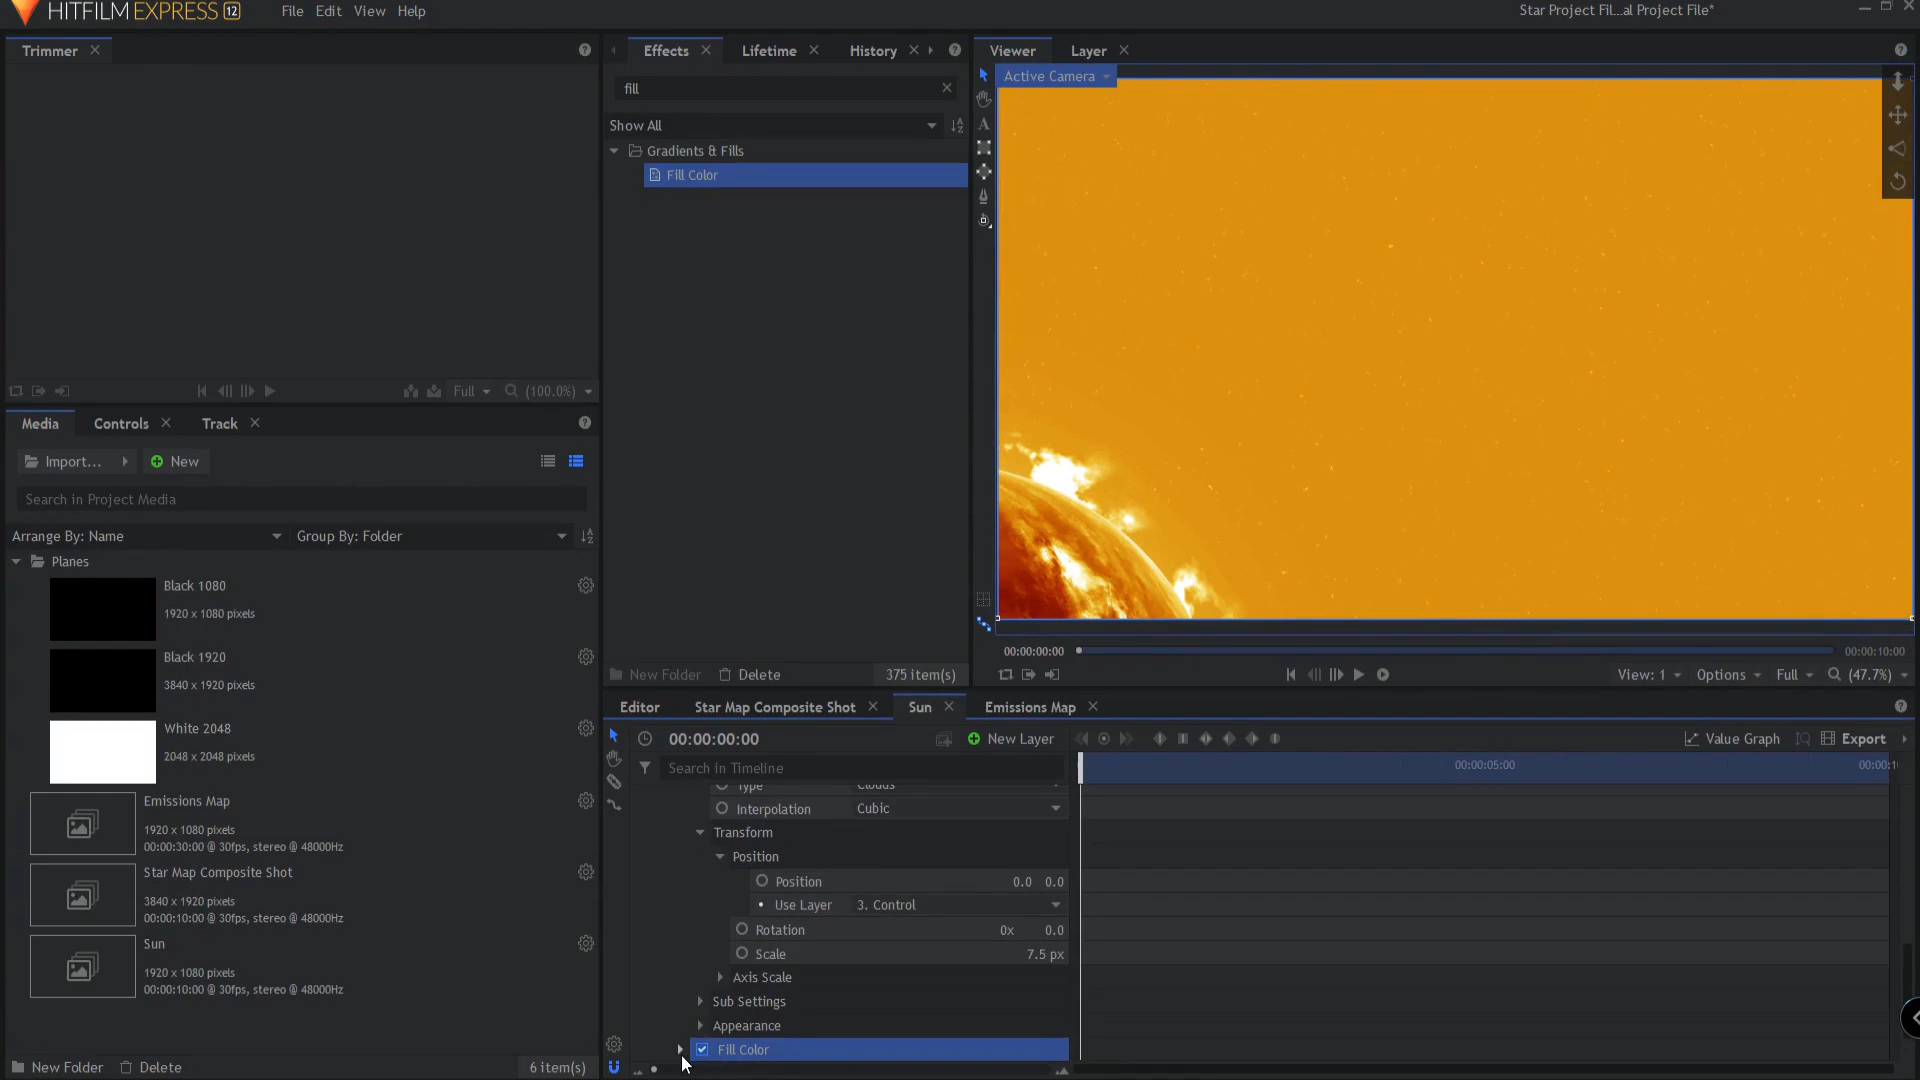 HITFILM EXPRESS 12
File Edit View Help
Star Project Fil...al Project File*
Trimmer
Effects Lifetime History
fill
Show All
Gradients & Fills
Fill Color
New Folder Delete 375 item(s)
Viewer Layer
Active Camera
00:00:00:00 00:00:10:00
View: 1 Options Full (47.7%)
Full (100.0%)
Media Controls Track
Import... New
Search in Project Media
Arrange By: Name Group By: Folder
Planes
Black 1080
1920 x 1080 pixels
Black 1920
3840 x 1920 pixels
White 2048
2048 x 2048 pixels
Emissions Map
1920 x 1080 pixels
00:00:30:00 @ 30fps, stereo @ 48000Hz
Star Map Composite Shot
3840 x 1920 pixels
00:00:10:00 @ 30fps, stereo @ 48000Hz
Sun
1920 x 1080 pixels
00:00:10:00 @ 30fps, stereo @ 48000Hz
New Folder Delete 6 item(s)
Editor Star Map Composite Shot Sun Emissions Map
00:00:00:00 New Layer Value Graph Export
Search in Timeline 00:00:05:00 00:00:1
Type Clouds
Interpolation Cubic
Transform
Position
Position 0.0 0.0
Use Layer 3. Control
Rotation 0x 0.0
Scale 7.5 px
Axis Scale
Sub Settings
Appearance
Fill Color